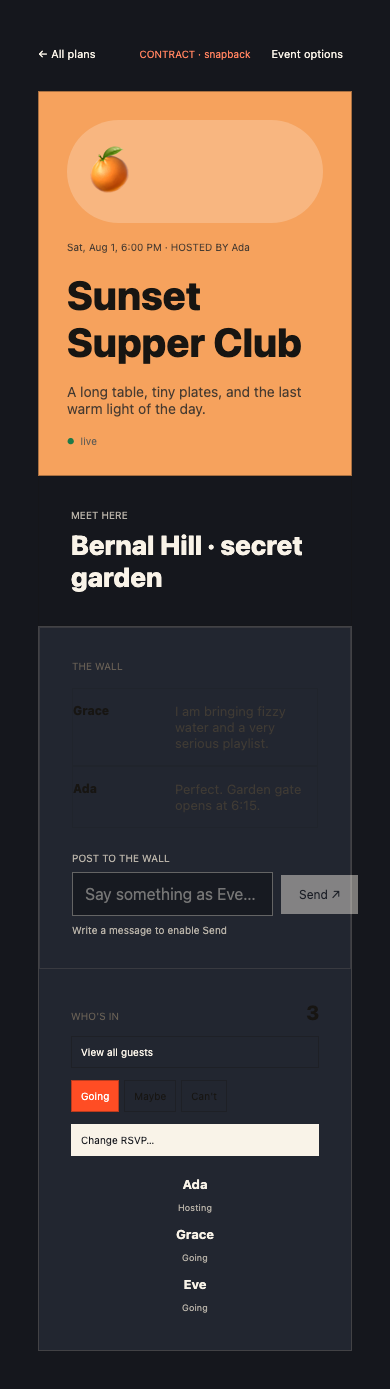 ← All plans
CONTRACT · snapback
Event options
Sat, Aug 1, 6:00 PM · HOSTED BY Ada
Sunset
Supper Club
A long table, tiny plates, and the last
warm light of the day.
live
MEET HERE
Bernal Hill · secret
garden
THE WALL
Grace
I am bringing fizzy
water and a very
serious playlist.
Ada
Perfect. Garden gate
opens at 6:15.
POST TO THE WALL
Say something as Eve...
Send ↗
Write a message to enable Send
WHO'S IN
3
View all guests
Going
Maybe
Can't
Change RSVP...
Ada
Hosting
Grace
Going
Eve
Going